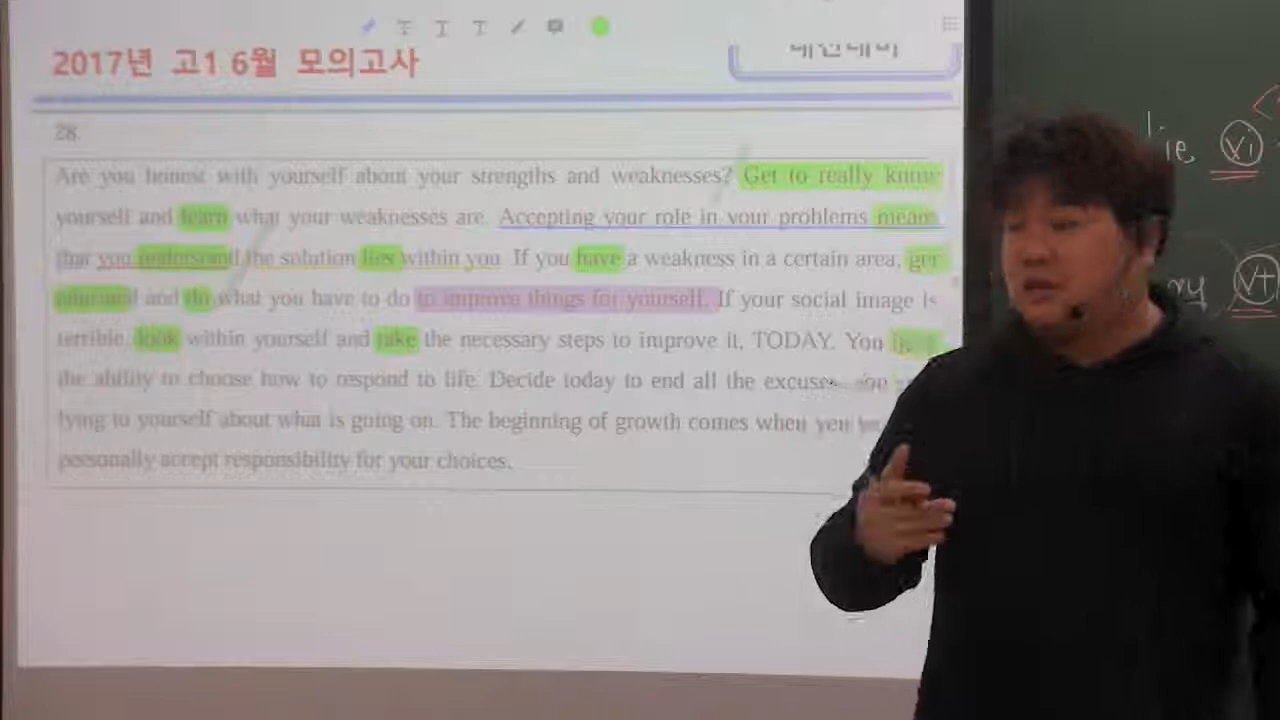 2017년 고1 6월 모의고사
28.
Are you honest with yourself about your strengths and weaknesses? Get to really know
yourself and learn what your weaknesses are. Accepting your role in your problems means
that you understand the solution lies within you. If you have a weakness in a certain area, get
educated and do what you have to do to improve things for yourself. If your social image is
terrible, look within yourself and take the necessary steps to improve it, TODAY. You
the ability to choose how to respond to life. Decide today to end all the excuses,
lying to yourself about what is going on. The beginning of growth comes when you
personally accept responsibility for your choices.
lie vi
vt